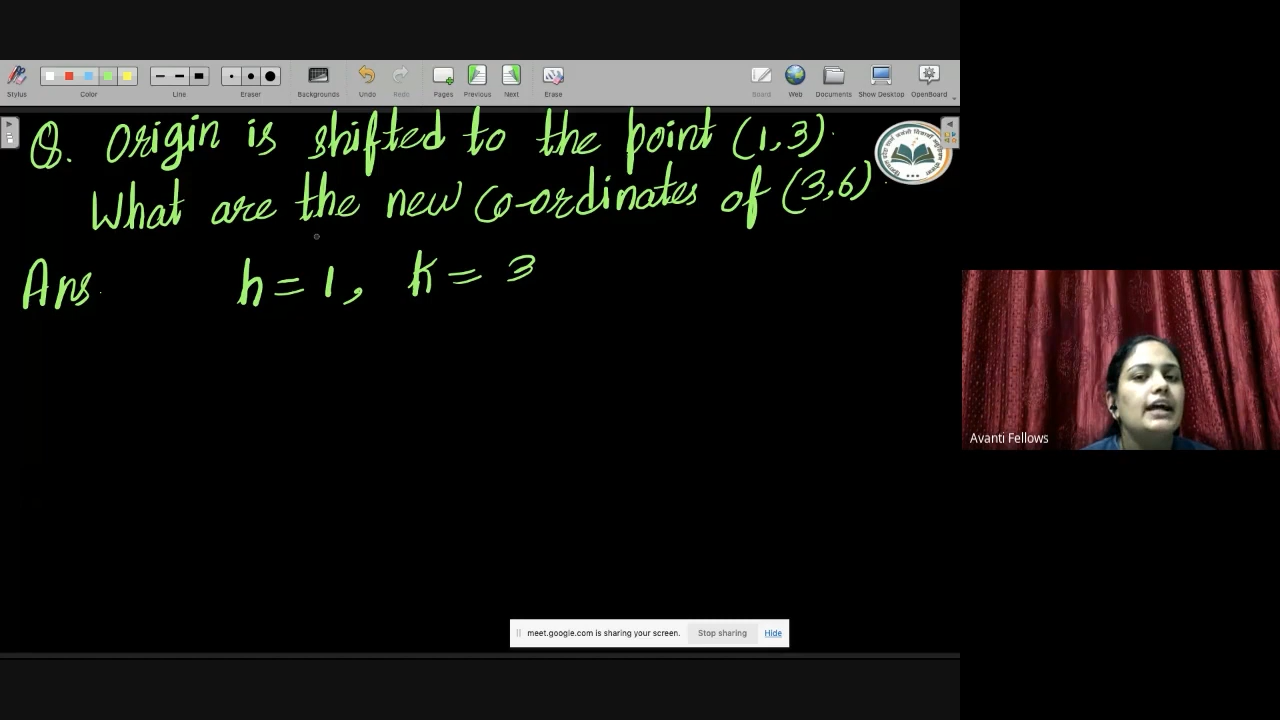 Stylus
Color
Line
Eraser
Backgrounds
Undo
Redo
Pages
Previous
Next
Erase
Board
Web
Documents
Show Desktop
OpenBoard
Q. Origin is shifted to the point (1,3).
What are the new co-ordinates of (3,6).
Ans. h = 1, k = 3
Avanti Fellows
meet.google.com is sharing your screen. Stop sharing Hide